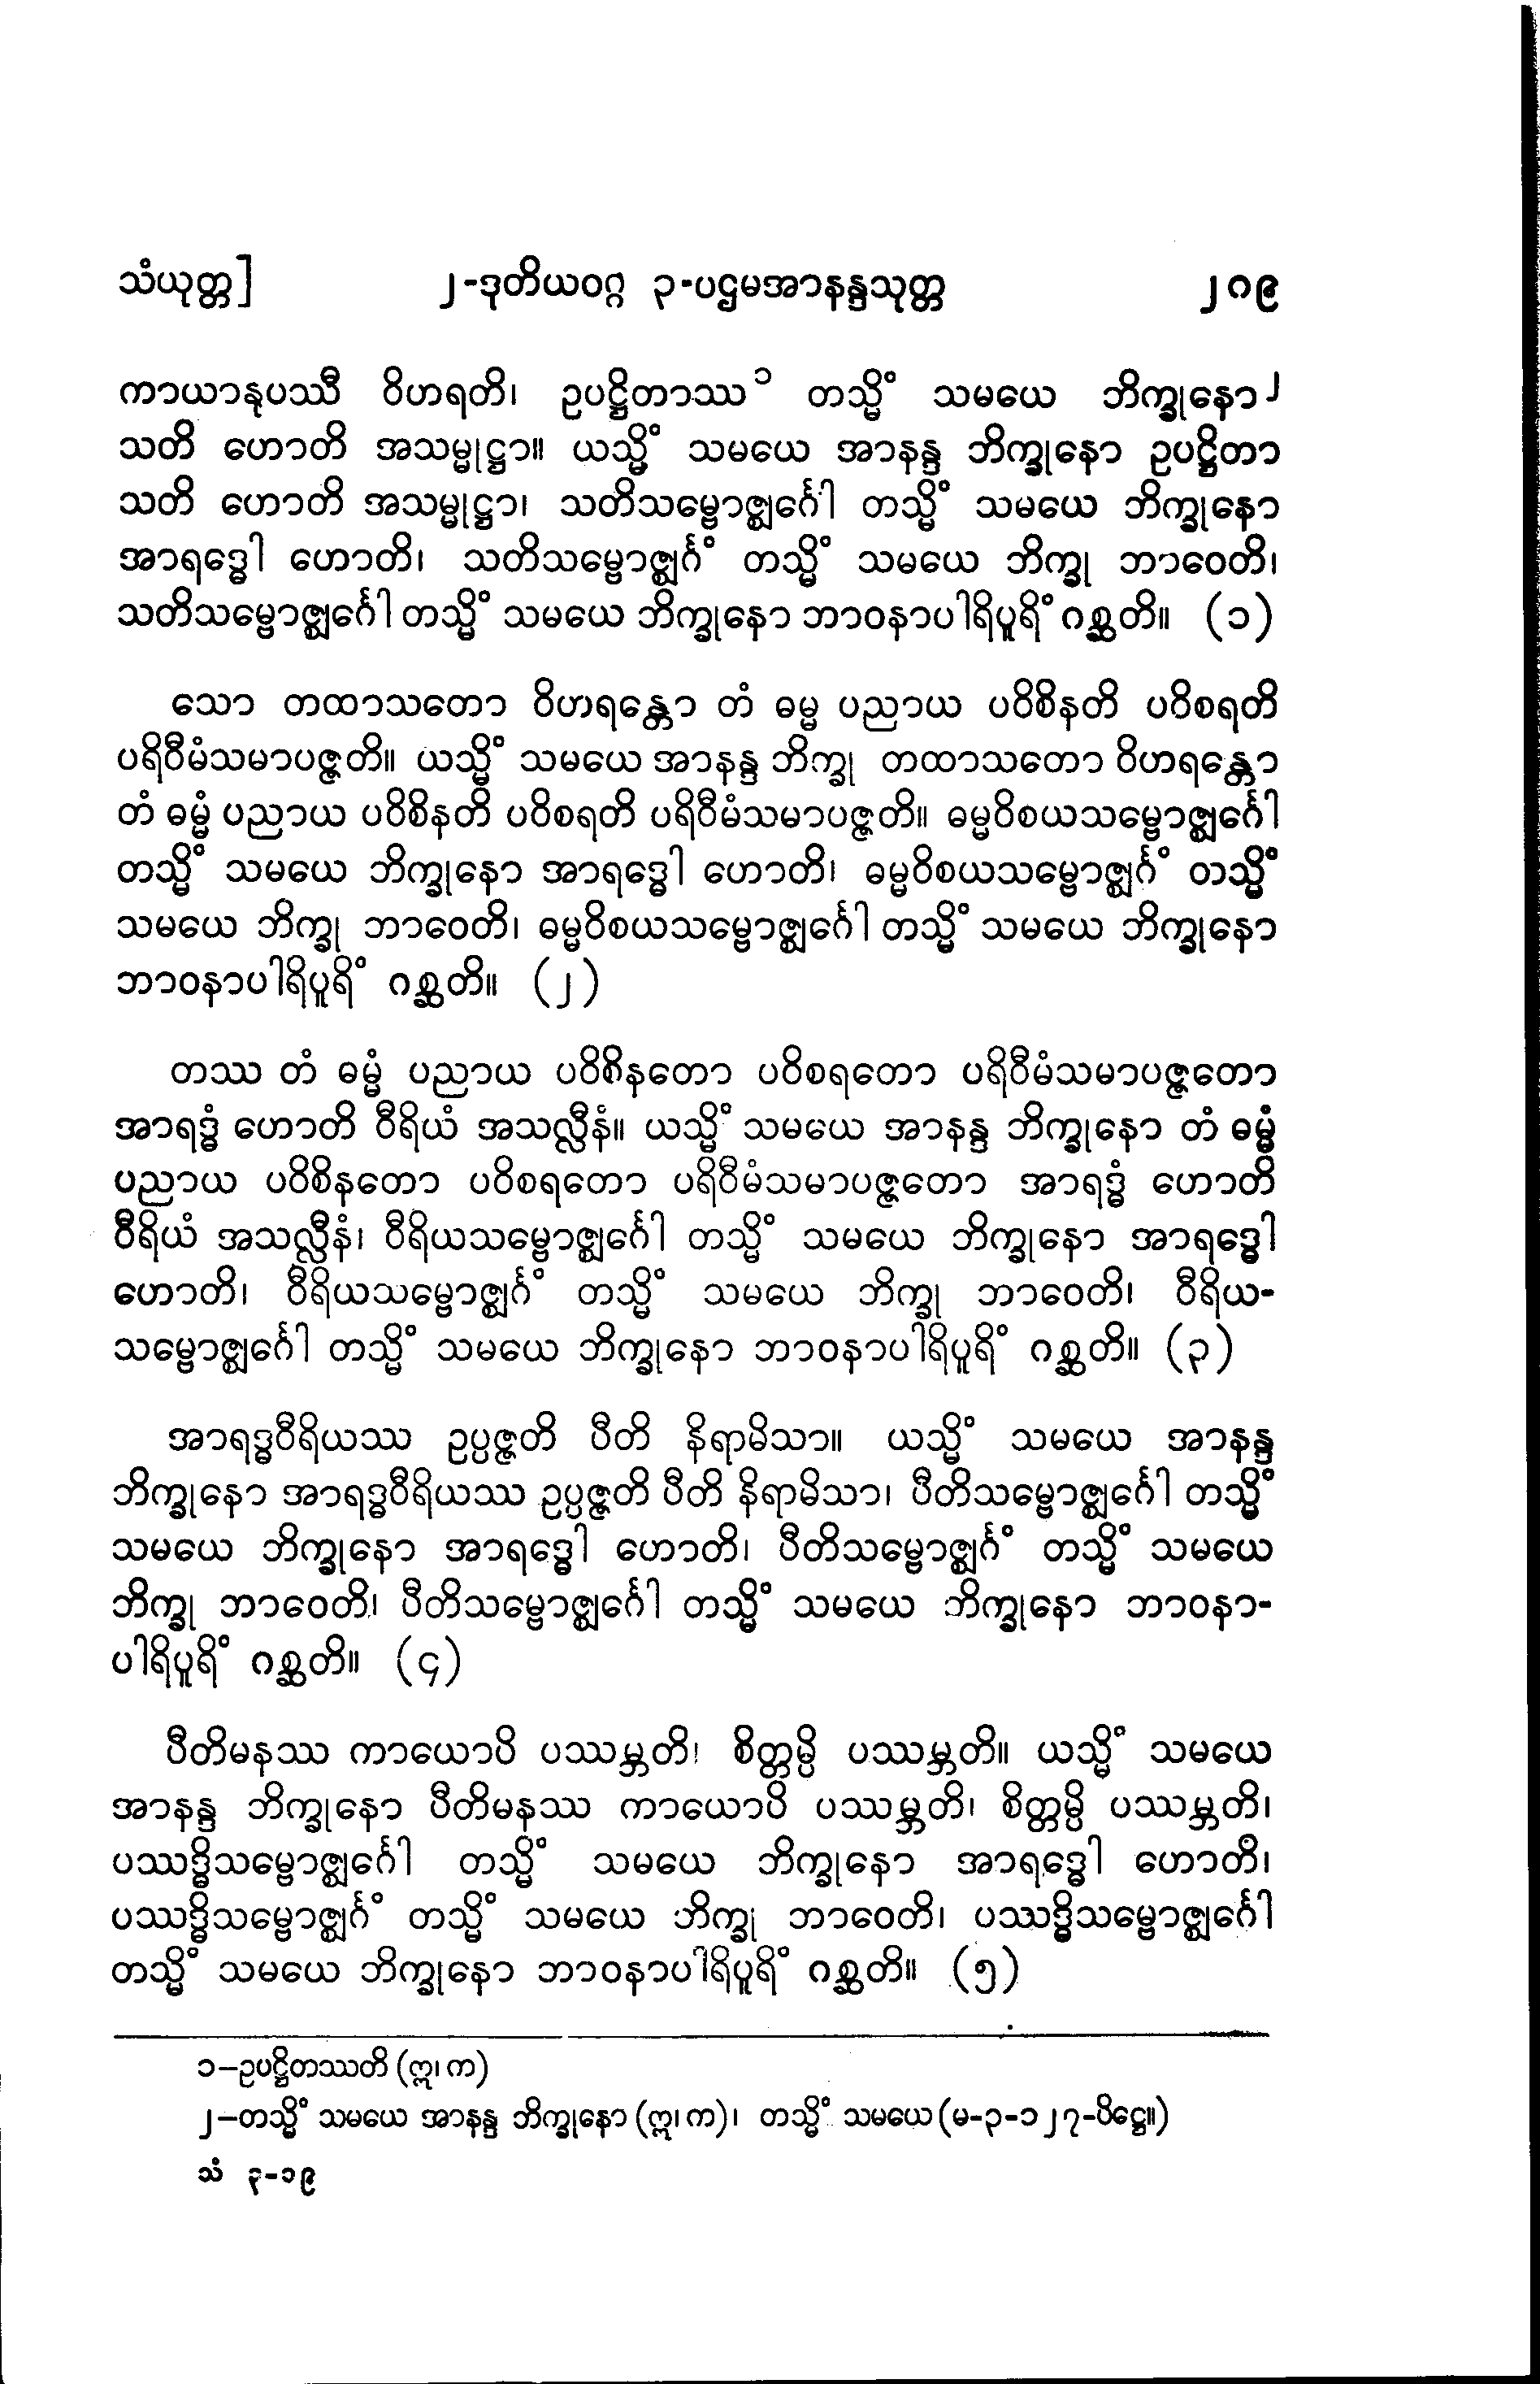 သံယုတ္တ] ၂-ဒုတိယဝဂ္ဂ ၃-ပဌမအာနန္ဒသုတ္တ ၂၈၉
ကာယာနုပဿီ ဝိဟရတိ၊ ဥပဋ္ဌိတာဿ၁ တသ္မိံ သမယေ ဘိက္ခုနော၂
သတိ ဟောတိ အသမ္မုဋ္ဌာ။ ယသ္မိံ သမယေ အာနန္ဒ ဘိက္ခုနော ဥပဋ္ဌိတာ
သတိ ဟောတိ အသမ္မုဋ္ဌာ၊ သတိသမ္ဗောဇ္ဈင်္ဂေါ တသ္မိံ သမယေ ဘိက္ခုနော
အာရဒ္ဓေါ ဟောတိ၊ သတိသမ္ဗောဇ္ဈင်္ဂံ တသ္မိံ သမယေ ဘိက္ခု ဘာဝေတိ၊
သတိသမ္ဗောဇ္ဈင်္ဂေါ တသ္မိံ သမယေ ဘိက္ခုနော ဘာဝနာပါရိပူရိံ ဂစ္ဆတိ။ (၁)
သော တထာသတော ဝိဟရန္တော တံ ဓမ္မ ပညာယ ပဝိစိနတိ ပဝိစရတိ
ပရိဝီမံသမာပဇ္ဇတိ။ ယသ္မိံ သမယေ အာနန္ဒ ဘိက္ခု တထာသတော ဝိဟရန္တော
တံ ဓမ္မံ ပညာယ ပဝိစိနတိ ပဝိစရတိ ပရိဝီမံသမာပဇ္ဇတိ။ ဓမ္မဝိစယသမ္ဗောဇ္ဈင်္ဂေါ
တသ္မိံ သမယေ ဘိက္ခုနော အာရဒ္ဓေါ ဟောတိ၊ ဓမ္မဝိစယသမ္ဗောဇ္ဈင်္ဂံ တသ္မိံ
သမယေ ဘိက္ခု ဘာဝေတိ၊ ဓမ္မဝိစယသမ္ဗောဇ္ဈင်္ဂေါ တသ္မိံ သမယေ ဘိက္ခုနော
ဘာဝနာပါရိပူရိံ ဂစ္ဆတိ။ (၂)
တဿ တံ ဓမ္မံ ပညာယ ပဝိစိနတော ပဝိစရတော ပရိဝီမံသမာပဇ္ဇတော
အာရဒ္ဓံ ဟောတိ ဝီရိယံ အသလ္လီနံ။ ယသ္မိံ သမယေ အာနန္ဒ ဘိက္ခုနော တံ ဓမ္မံ
ပညာယ ပဝိစိနတော ပဝိစရတော ပရိဝီမံသမာပဇ္ဇတော အာရဒ္ဓံ ဟောတိ
ဝီရိယံ အသလ္လီနံ၊ ဝီရိယသမ္ဗောဇ္ဈင်္ဂေါ တသ္မိံ သမယေ ဘိက္ခုနော အာရဒ္ဓေါ
ဟောတိ၊ ဝီရိယသမ္ဗောဇ္ဈင်္ဂံ တသ္မိံ သမယေ ဘိက္ခု ဘာဝေတိ၊ ဝီရိယ-
သမ္ဗောဇ္ဈင်္ဂေါ တသ္မိံ သမယေ ဘိက္ခုနော ဘာဝနာပါရိပူရိံ ဂစ္ဆတိ။ (၃)
အာရဒ္ဓဝီရိယဿ ဥပ္ပဇ္ဇတိ ပီတိ နိရာမိသာ။ ယသ္မိံ သမယေ အာနန္ဒ
ဘိက္ခုနော အာရဒ္ဓဝီရိယဿ ဥပ္ပဇ္ဇတိ ပီတိ နိရာမိသာ၊ ပီတိသမ္ဗောဇ္ဈင်္ဂေါ တသ္မိံ
သမယေ ဘိက္ခုနော အာရဒ္ဓေါ ဟောတိ၊ ပီတိသမ္ဗောဇ္ဈင်္ဂံ တသ္မိံ သမယေ
ဘိက္ခု ဘာဝေတိ၊ ပီတိသမ္ဗောဇ္ဈင်္ဂေါ တသ္မိံ သမယေ ဘိက္ခုနော ဘာဝနာ-
ပါရိပူရိံ ဂစ္ဆတိ။ (၄)
ပီတိမနဿ ကာယောပိ ပဿမ္ဘတိ၊ စိတ္တမ္ပိ ပဿမ္ဘတိ။ ယသ္မိံ သမယေ
အာနန္ဒ ဘိက္ခုနော ပီတိမနဿ ကာယောပိ ပဿမ္ဘတိ၊ စိတ္တမ္ပိ ပဿမ္ဘတိ၊
ပဿဒ္ဓိသမ္ဗောဇ္ဈင်္ဂေါ တသ္မိံ သမယေ ဘိက္ခုနော အာရဒ္ဓေါ ဟောတိ၊
ပဿဒ္ဓိသမ္ဗောဇ္ဈင်္ဂံ တသ္မိံ သမယေ ဘိက္ခု ဘာဝေတိ၊ ပဿဒ္ဓိသမ္ဗောဇ္ဈင်္ဂေါ
တသ္မိံ သမယေ ဘိက္ခုနော ဘာဝနာပါရိပူရိံ ဂစ္ဆတိ။ (၅)
၁–ဥပဋ္ဌိတဿတိ (ဣ၊ က)
၂–တသ္မိံ သမယေ အာနန္ဒ ဘိက္ခုနော (ဣ၊ က)၊ တသ္မိံ သမယေ (မ-၃-၁၂၇-ပိဋ္ဌေ။)
သံ ၃-၁၉